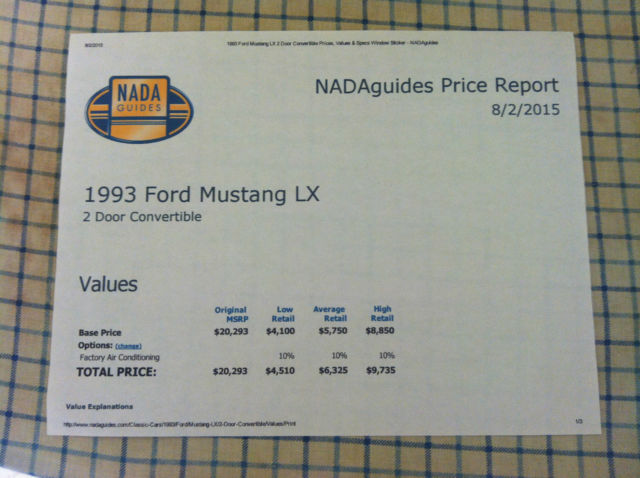 8/2/2015 1993 Ford Mustang LX 2 Door Convertible Prices, Values & Specs Window Sticker - NADAguides
NADA
GUIDES
NADAguides Price Report
8/2/2015
1993 Ford Mustang LX
2 Door Convertible
Values
Original MSRP Low Retail Average Retail High Retail
Base Price $20,293 $4,100 $5,750 $8,850
Options: (change)
Factory Air Conditioning 10% 10% 10%
TOTAL PRICE: $20,293 $4,510 $6,325 $9,735
Value Explanations
http://www.nadaguides.com/Classic-Cars/1993/Ford/Mustang-LX/2-Door-Convertible/Values/Print 1/3